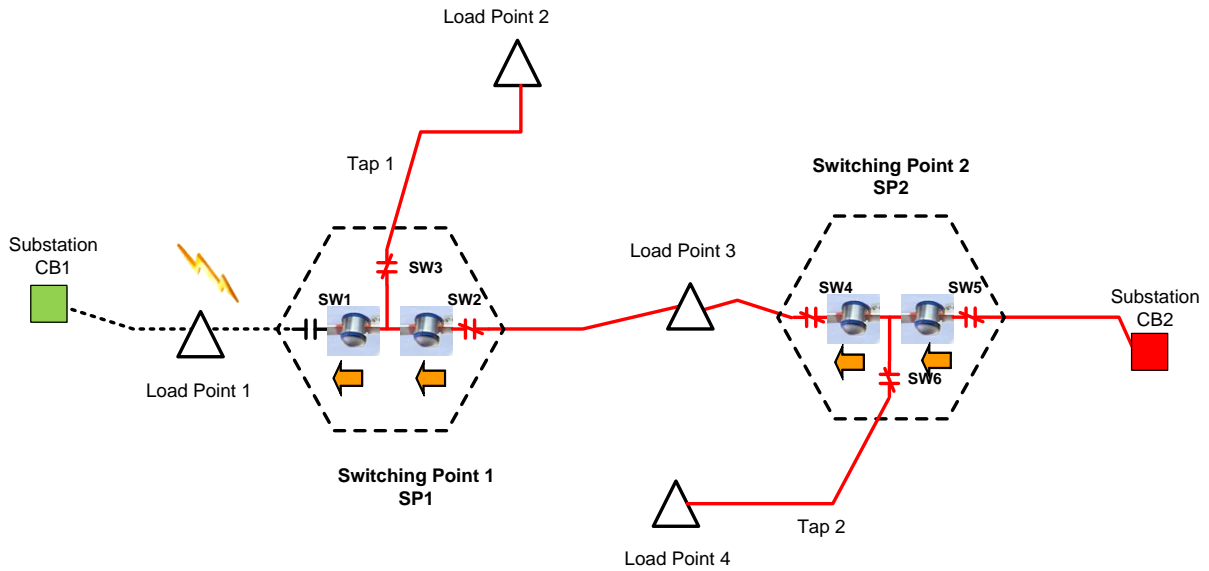 Load Point 2
Tap 1
Switching Point 2
SP2
Substation
CB1
SW3
Load Point 3
SW1
SW2
SW4
SW5
Substation
CB2
Load Point 1
SW6
Switching Point 1
SP1
Tap 2
Load Point 4